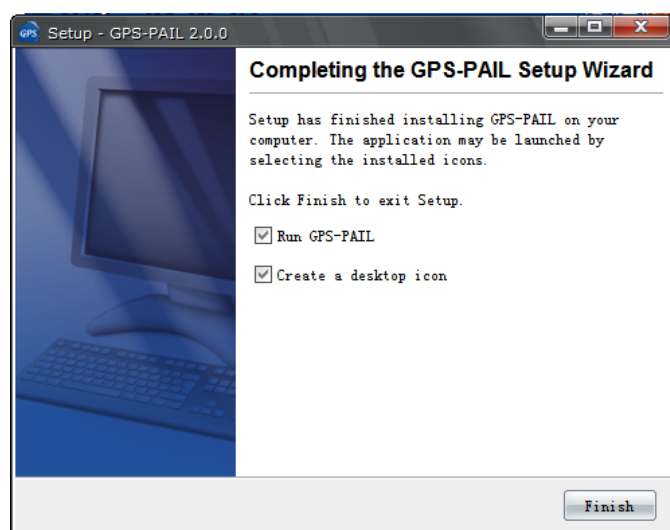 GPS Setup - GPS-PAIL 2.0.0
Completing the GPS-PAIL Setup Wizard
Setup has finished installing GPS-PAIL on your
computer. The application may be launched by
selecting the installed icons.
Click Finish to exit Setup.
Run GPS-PAIL
Create a desktop icon
Finish